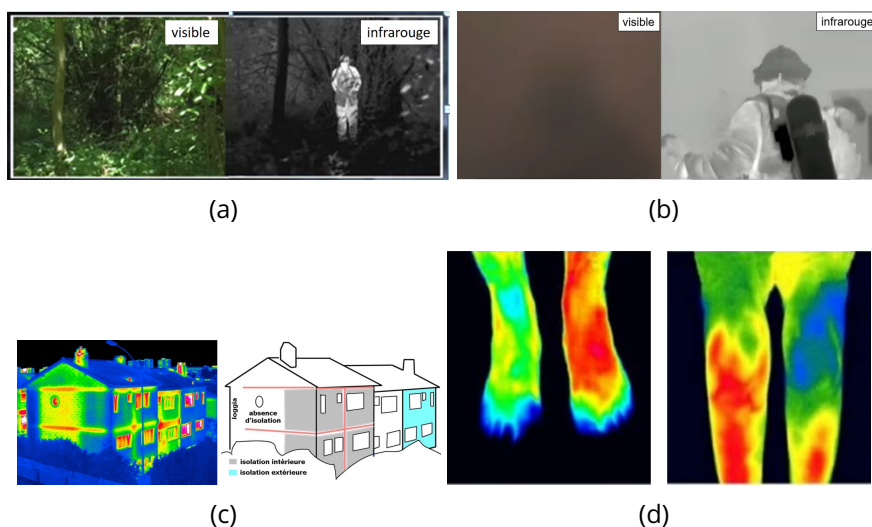 visible
infrarouge
visible
infrarouge
(a)
(b)
loggia
absence
d'isolation
isolation intérieure
isolation extérieure
(c)
(d)